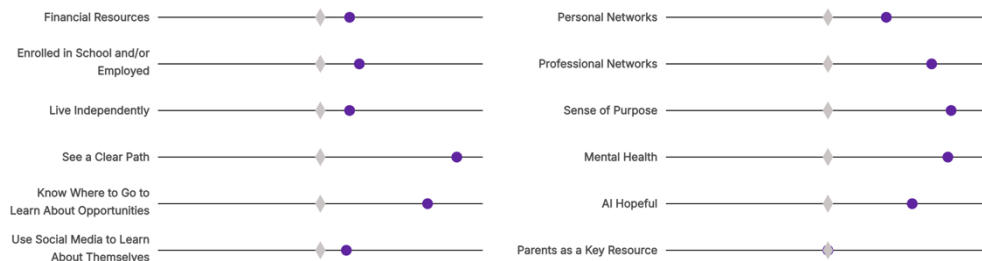 Financial Resources
Enrolled in School and/or
Employed
Live Independently
See a Clear Path
Know Where to Go to
Learn About Opportunities
Use Social Media to Learn
About Themselves
Personal Networks
Professional Networks
Sense of Purpose
Mental Health
AI Hopeful
Parents as a Key Resource